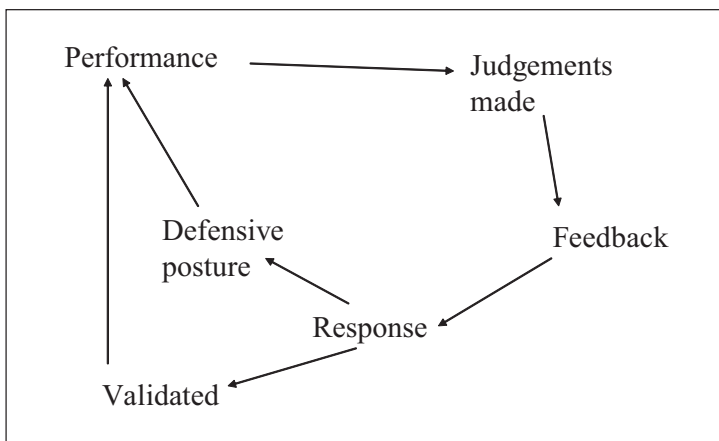 Performance
Judgements
made
Defensive
posture
Feedback
Response
Validated